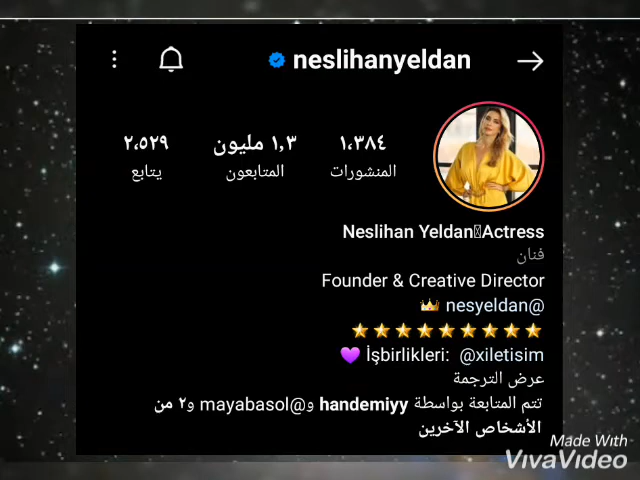 neslihanyeldan
١،٣٨٤ ١,٣ مليون ٢،٥٢٩
المنشورات المتابعون يتابع
Neslihan Yeldan Actress
فنان
Founder & Creative Director
👑 nesyeldan@
⭐⭐⭐⭐⭐⭐⭐⭐⭐
💜 İşbirlikleri: @xiletisim
عرض الترجمة
تتم المتابعة بواسطة handemiyy و@mayabasol و٢ من
الأشخاص الآخرين
Made With
VivaVideo